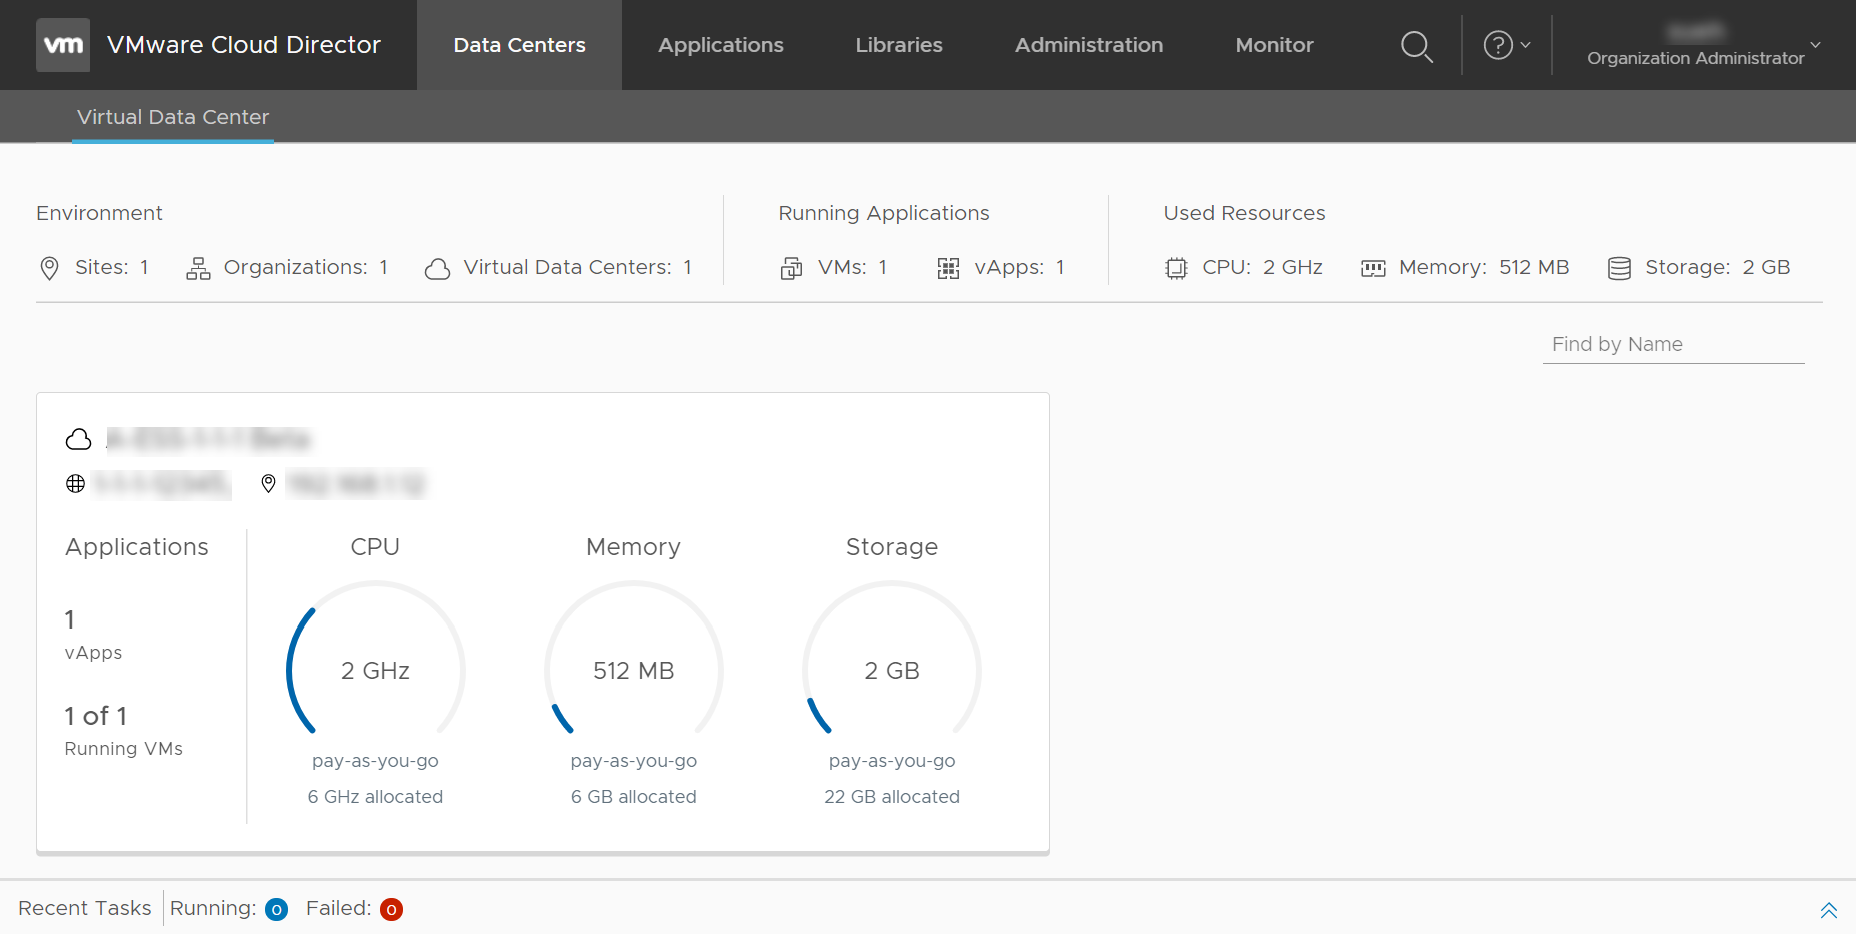 vm VMware Cloud Director Data Centers Applications Libraries Administration Monitor ? Organization Administrator
Virtual Data Center
Environment Running Applications Used Resources
Sites: 1 Organizations: 1 Virtual Data Centers: 1 VMs: 1 vApps: 1 CPU: 2 GHz Memory: 512 MB Storage: 2 GB
Find by Name
Applications CPU Memory Storage
1
vApps
2 GHz 512 MB 2 GB
1 of 1
Running VMs
pay-as-you-go pay-as-you-go pay-as-you-go
6 GHz allocated 6 GB allocated 22 GB allocated
Recent Tasks Running: 0 Failed: 0